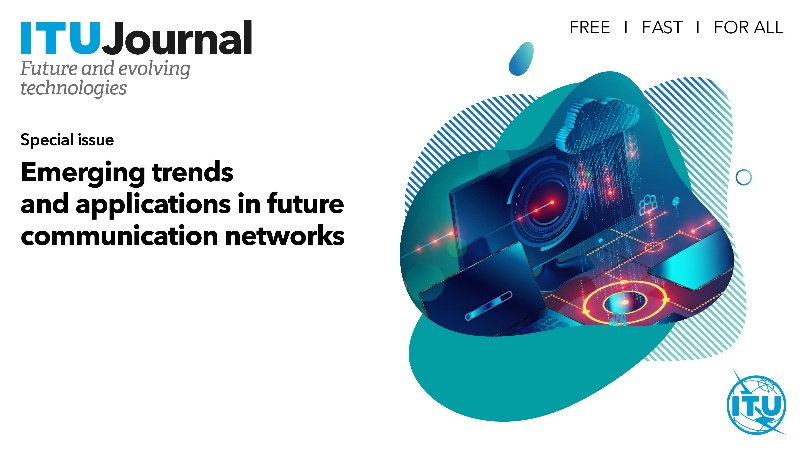 ITUJournal
Future and evolving
technologies
FREE I FAST I FOR ALL
Special issue
Emerging trends
and applications in future
communication networks
ITU